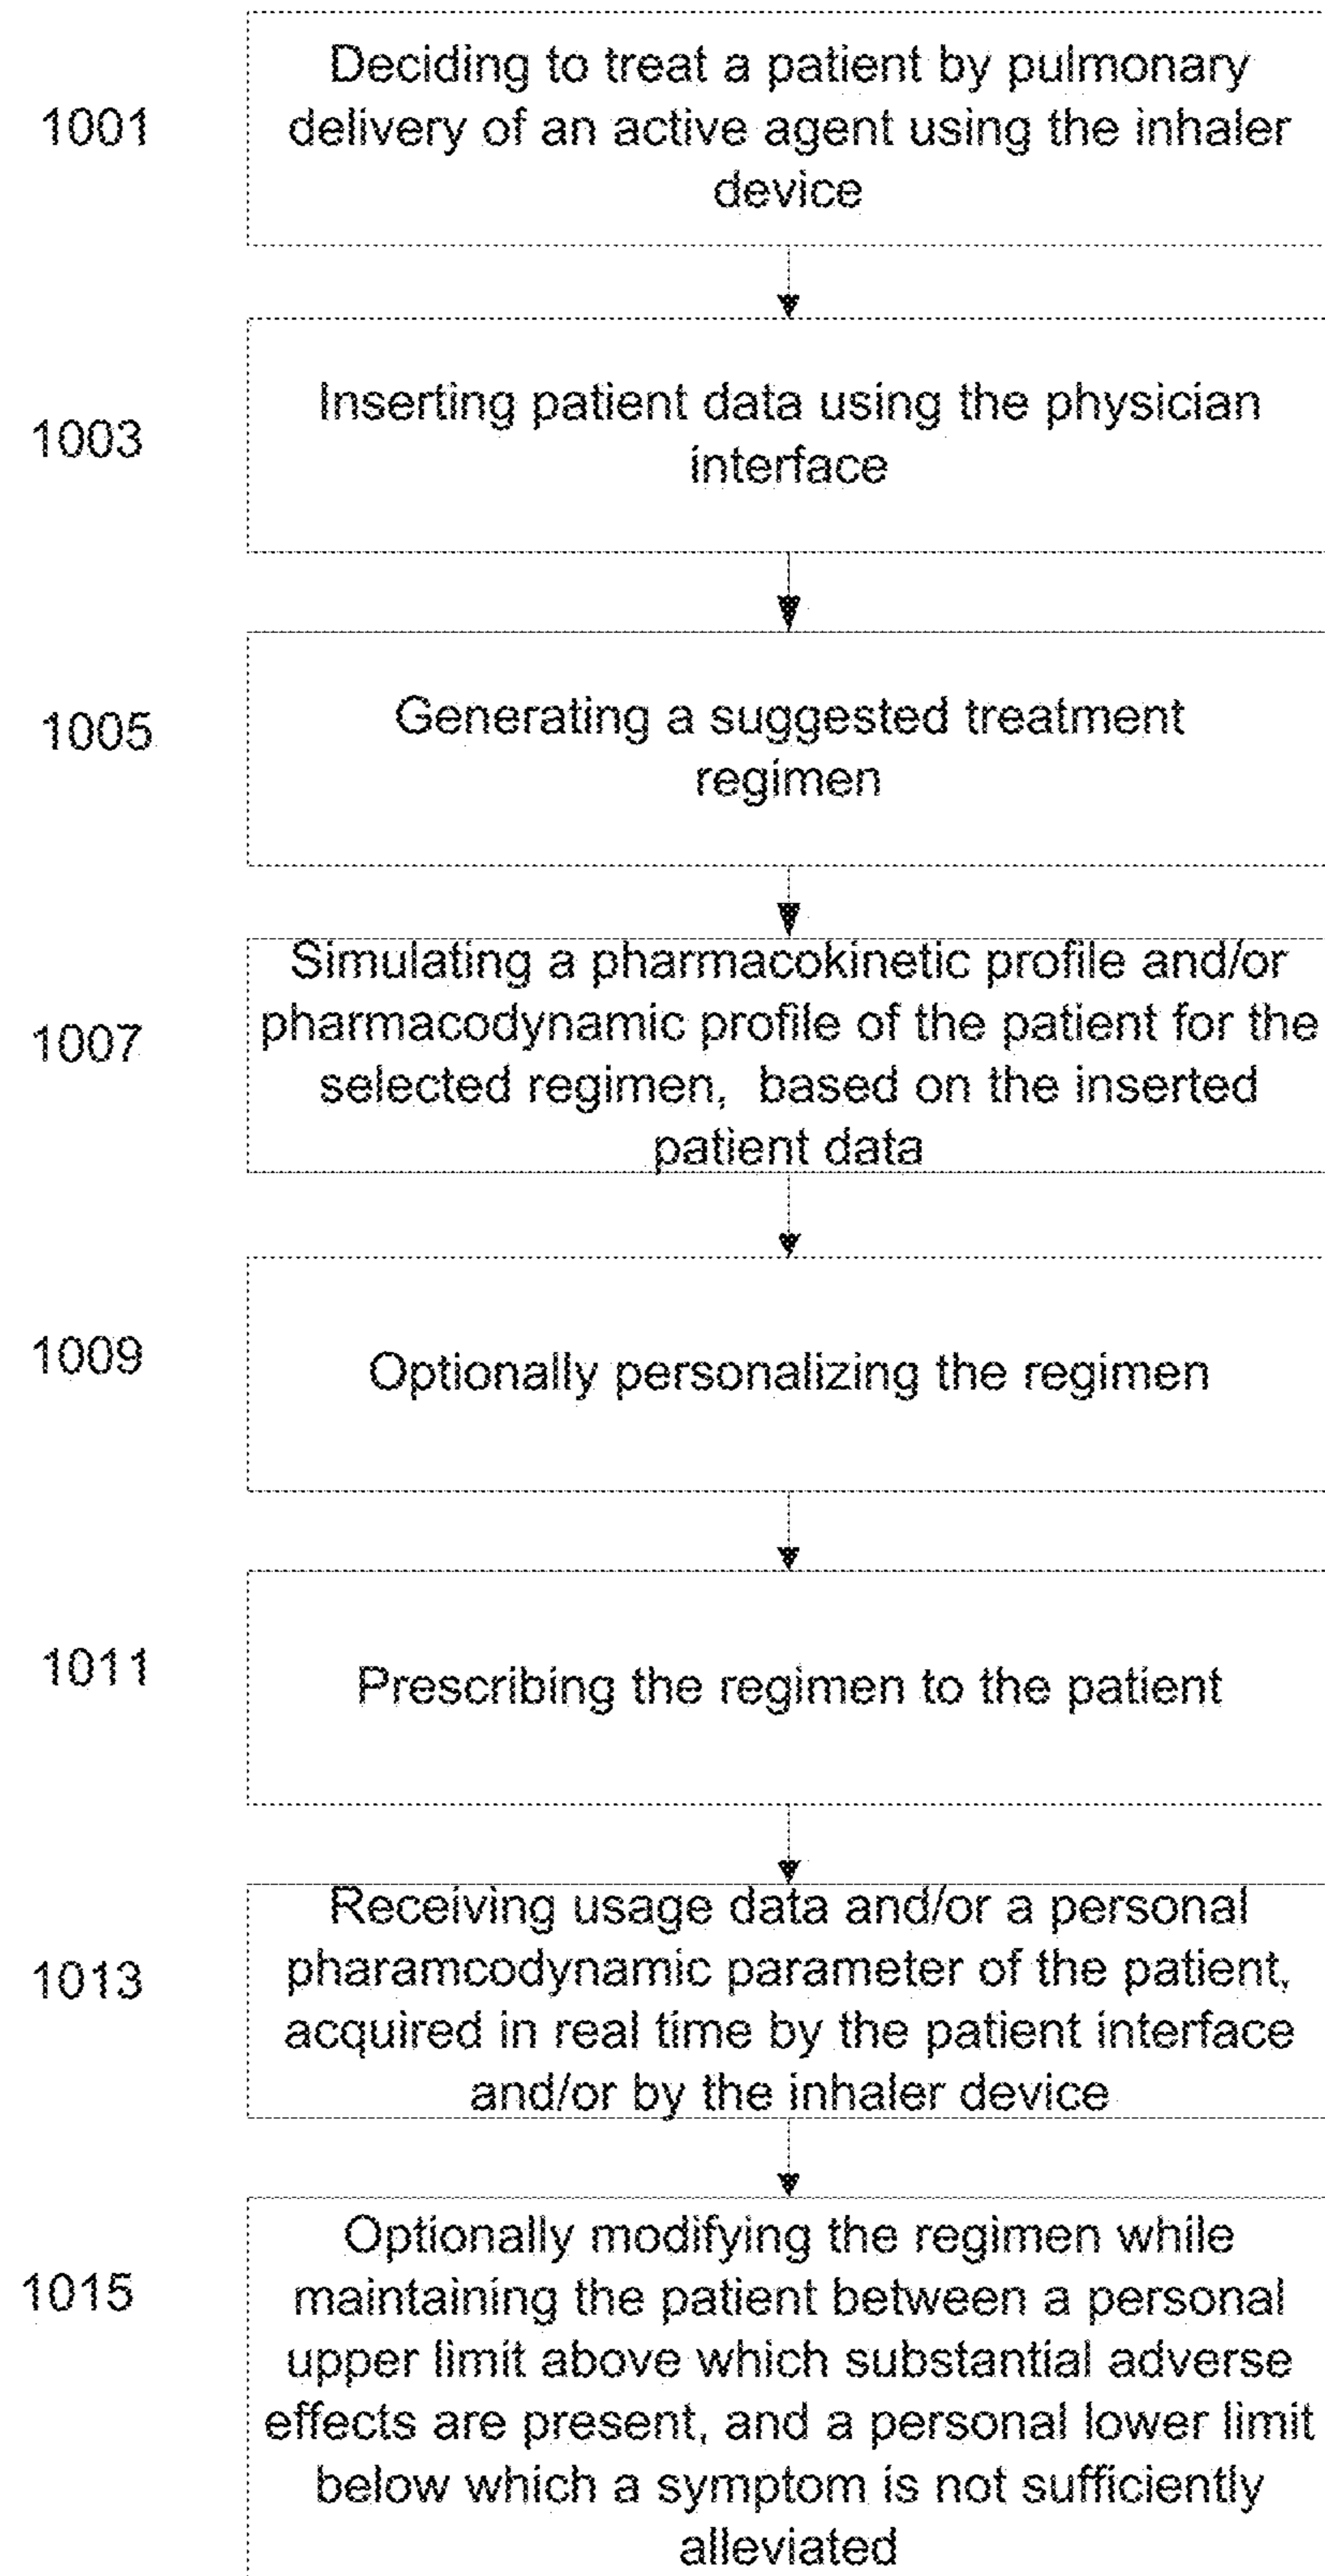 Deciding to treat a patient by pulmonary
1001
delivery of an active agent using the inhaler
device
Inserting patient data using the physician
1003
interface
Generating a suggested treatment
1005
regimen
Simulating a pharmacokinetic profile and/or
pharmacodynamic profile of the patient for the
1007
selected regimen, based on the inserted
patient data
1009
Optionally personalizing the regimen
1011
Prescribing the regimen to the patient
Receiving usage data and/or a personal
pharamcodynamic parameter of the patient,
1013
acquired in real time by the patient interface
and/or by the inhaler device
Optionally modifying the regimen while
1015
maintaining the patient between a personal
upper limit above which substantial adverse
effects are present, and a personal lower limit
below which a symptom is not sufficiently
alleviated